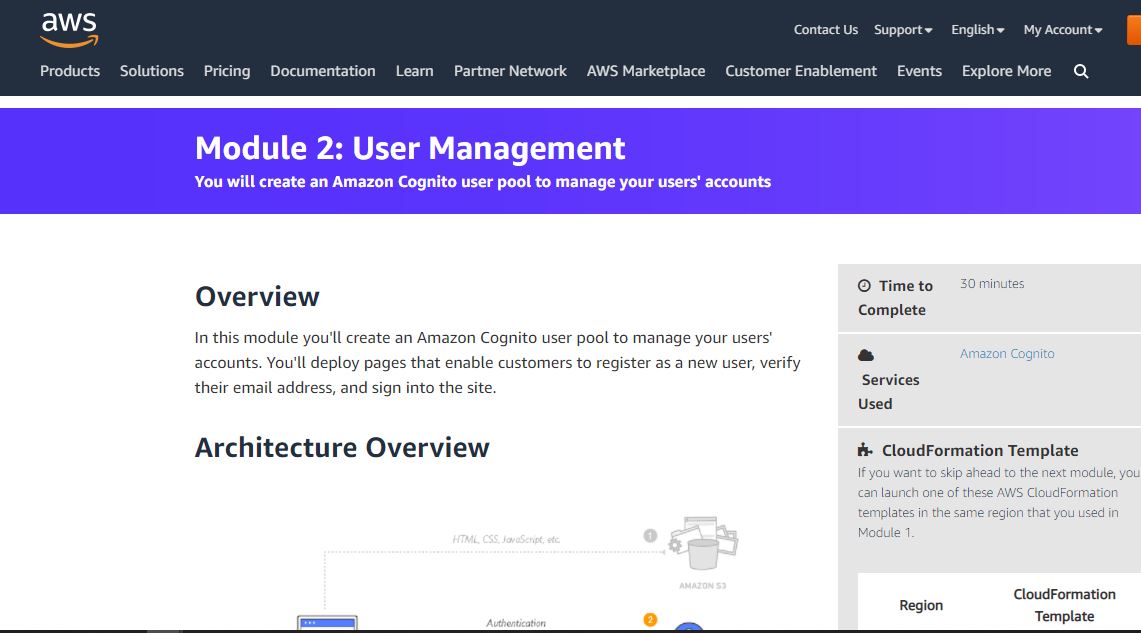 aws
Contact Us Support English My Account
Products Solutions Pricing Documentation Learn Partner Network AWS Marketplace Customer Enablement Events Explore More
Module 2: User Management
You will create an Amazon Cognito user pool to manage your users' accounts
Overview
In this module you'll create an Amazon Cognito user pool to manage your users'
accounts. You'll deploy pages that enable customers to register as a new user, verify
their email address, and sign into the site.
Architecture Overview
HTML, CSS, JavaScript, etc.
1
AMAZON S3
Authentication
2
Time to
Complete
30 minutes
Services
Used
Amazon Cognito
CloudFormation Template
If you want to skip ahead to the next module, you
can launch one of these AWS CloudFormation
templates in the same region that you used in
Module 1.
Region
CloudFormation
Template